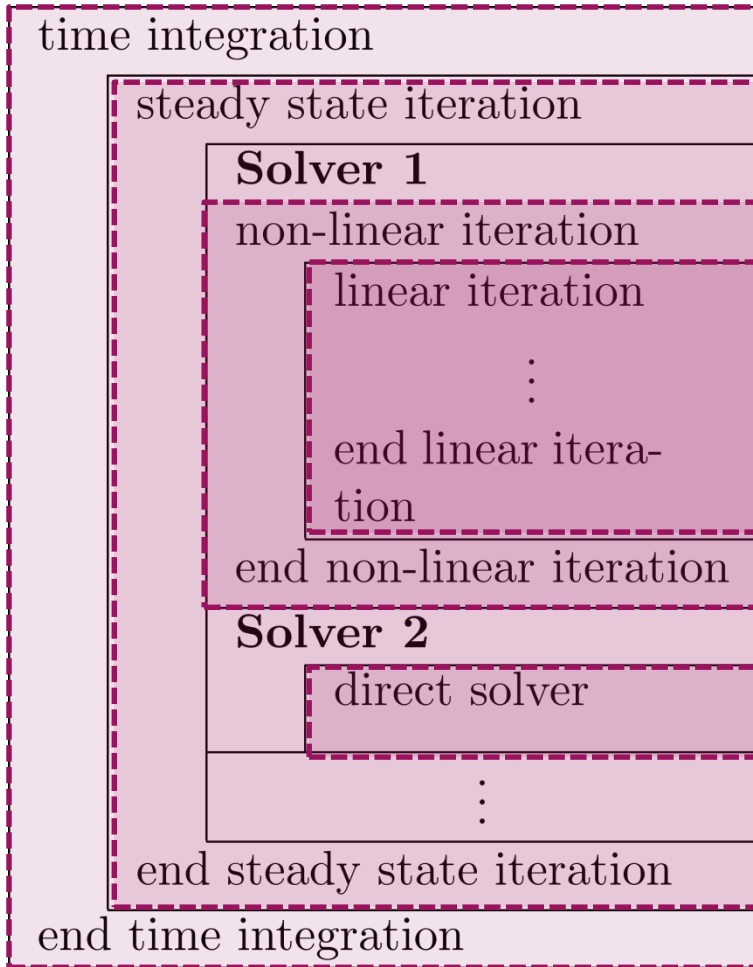 time integration
steady state iteration
Solver 1
non-linear iteration
linear iteration
⋮
end linear itera-
tion
end non-linear iteration
Solver 2
direct solver
⋮
end steady state iteration
end time integration